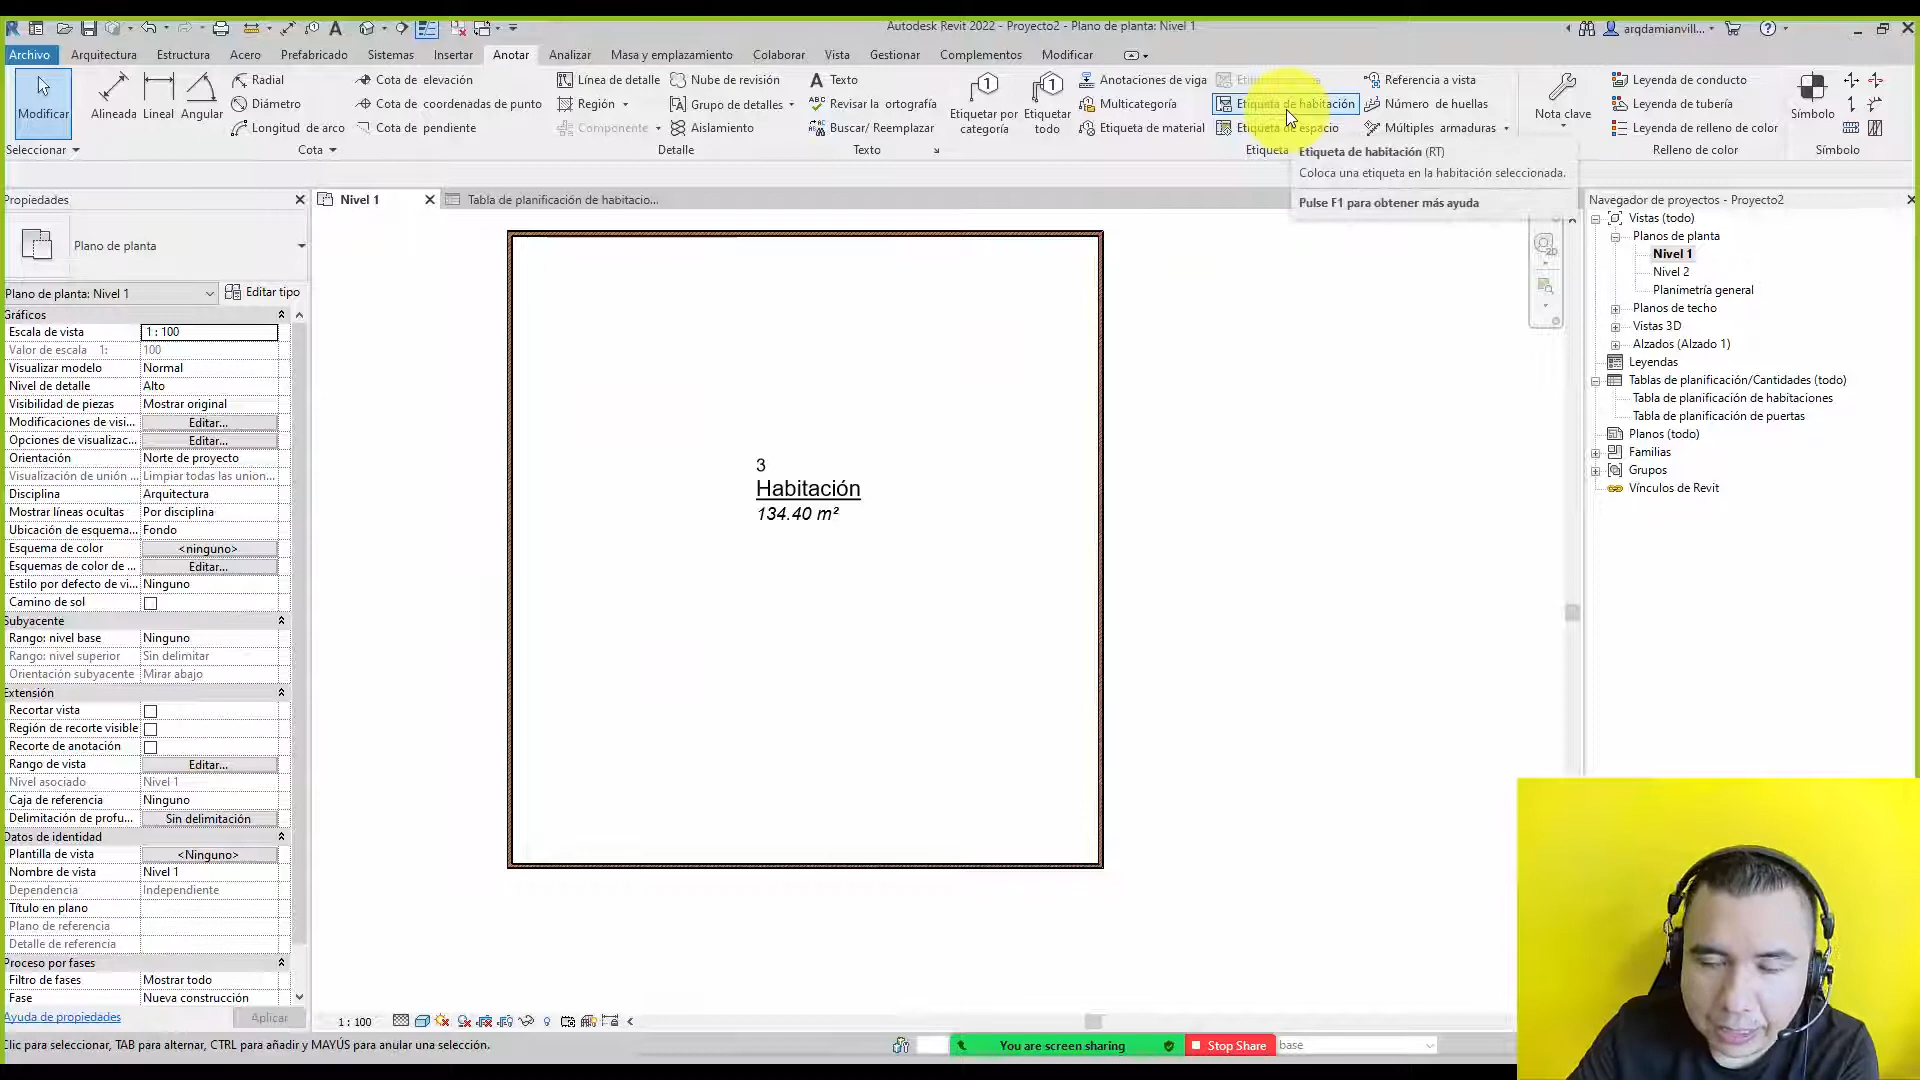 Autodesk Revit 2022 - Proyecto2 - Plano de planta: Nivel 1
arqdamianvill...
Archivo Arquitectura Estructura Acero Prefabricado Sistemas Insertar Anotar Analizar Masa y emplazamiento Colaborar Vista Gestionar Complementos Modificar
Modificar
Seleccionar
Alineada Lineal Angular
Radial
Diámetro
Longitud de arco
Cota de elevación
Cota de coordenadas de punto
Cota de pendiente
Cota
Línea de detalle
Región
Componente
Nube de revisión
Grupo de detalles
Aislamiento
Detalle
Texto
Revisar la ortografía
Buscar/ Reemplazar
Texto
Etiquetar por categoría
Etiquetar todo
Anotaciones de viga
Multicategoría
Etiqueta de material
Etiqueta de habitación
Etiqueta de espacio
Etiqueta
Referencia a vista
Número de huellas
Múltiples armaduras
Nota clave
Leyenda de conducto
Leyenda de tubería
Leyenda de relleno de color
Relleno de color
Símbolo
Símbolo
Etiqueta de habitación (RT)
Coloca una etiqueta en la habitación seleccionada.
Pulse F1 para obtener más ayuda
Propiedades
Plano de planta
Plano de planta: Nivel 1 Editar tipo
Gráficos
Escala de vista 1 : 100
Valor de escala 1: 100
Visualizar modelo Normal
Nivel de detalle Alto
Visibilidad de piezas Mostrar original
Modificaciones de visi... Editar...
Opciones de visualizac... Editar...
Orientación Norte de proyecto
Visualización de unión ... Limpiar todas las union...
Disciplina Arquitectura
Mostrar líneas ocultas Por disciplina
Ubicación de esquema... Fondo
Esquema de color <ninguno>
Esquemas de color de ... Editar...
Estilo por defecto de vi... Ninguno
Camino de sol
Subyacente
Rango: nivel base Ninguno
Rango: nivel superior Sin delimitar
Orientación subyacente Mirar abajo
Extensión
Recortar vista
Región de recorte visible
Recorte de anotación
Rango de vista Editar...
Nivel asociado Nivel 1
Caja de referencia Ninguno
Delimitación de profu... Sin delimitación
Datos de identidad
Plantilla de vista <Ninguno>
Nombre de vista Nivel 1
Dependencia Independiente
Título en plano
Plano de referencia
Detalle de referencia
Proceso por fases
Filtro de fases Mostrar todo
Fase Nueva construcción
Ayuda de propiedades Aplicar
Nivel 1
Tabla de planificación de habitacio...
3
Habitación
134.40 m²
2D
1 : 100
Navegador de proyectos - Proyecto2
Vistas (todo)
Planos de planta
Nivel 1
Nivel 2
Planimetría general
Planos de techo
Vistas 3D
Alzados (Alzado 1)
Leyendas
Tablas de planificación/Cantidades (todo)
Tabla de planificación de habitaciones
Tabla de planificación de puertas
Planos (todo)
Familias
Grupos
Vínculos de Revit
Clic para seleccionar, TAB para alternar, CTRL para añadir y MAYÚS para anular una selección.
You are screen sharing
Stop Share
base